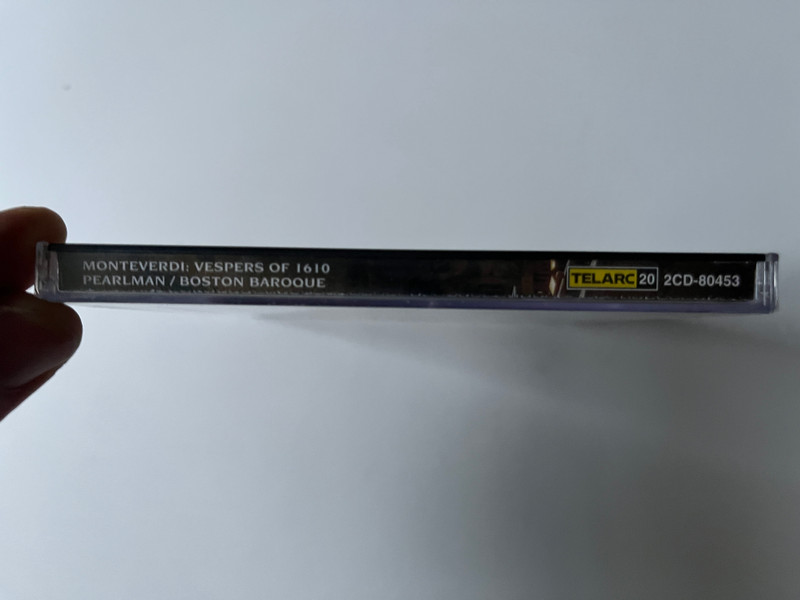 MONTEVERDI: VESPERS OF 1610
PEARLMAN / BOSTON BAROQUE
TELARC 20 2CD-80453